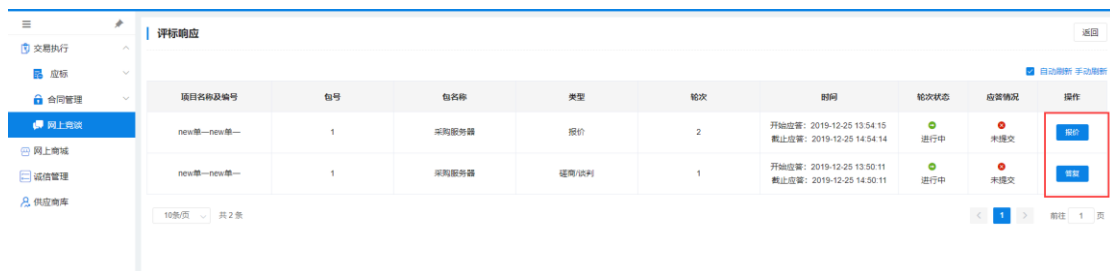 评标响应
返回
交易执行
应标
合同管理
网上竞谈
网上商城
诚信管理
供应商库
自动刷新 手动刷新
项目名称及编号 包号 包名称 类型 轮次 时间 轮次状态 应答情况 操作
new单—new单— 1 采购服务器 报价 2 开始应答：2019-12-25 13:54:15 进行中 未提交 报价
截止应答：2019-12-25 14:54:14
new单—new单— 1 采购服务器 磋商/谈判 1 开始应答：2019-12-25 13:50:11 进行中 未提交 答复
截止应答：2019-12-25 14:50:11
10条/页 共 2 条 1 前往 1 页